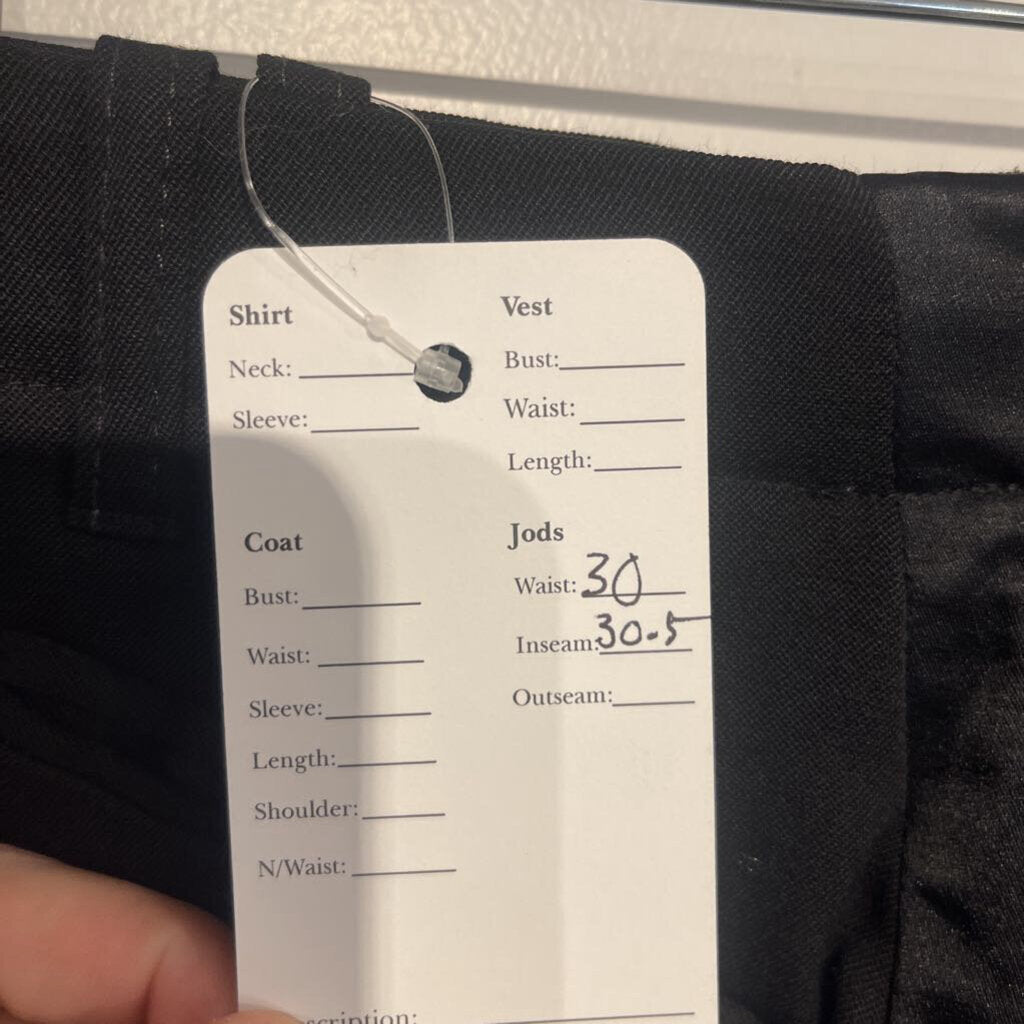 Shirt
Neck:
Sleeve:
Vest
Bust:
Waist:
Length:
Coat
Bust:
Waist:
Sleeve:
Length:
Shoulder:
N/Waist:
Jods
Waist: 30
Inseam: 30.5
Outseam: